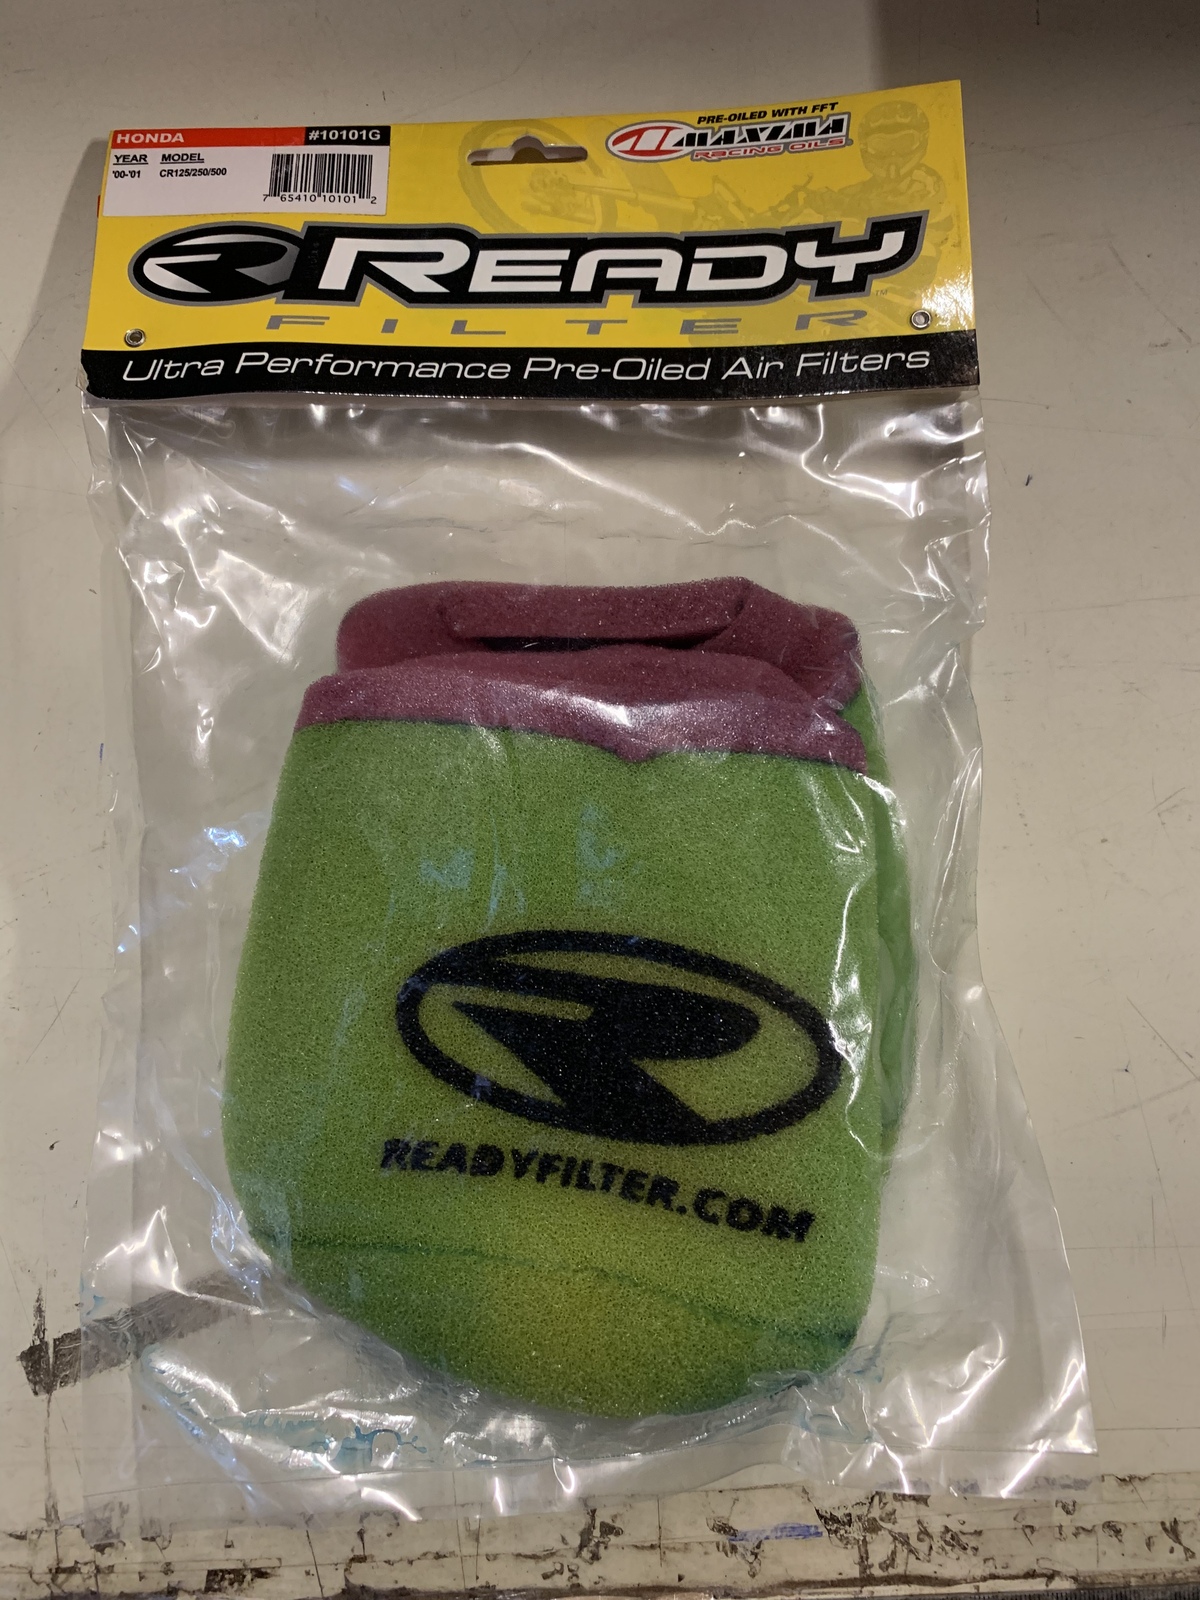 HONDA #10101G
YEAR MODEL
'00-'01 CR125/250/500
7 65410 10101 2
PRE-OILED WITH FFT
MAXIMA
RACING OILS
READY
FILTER
Ultra Performance Pre-Oiled Air Filters
READYFILTER.COM